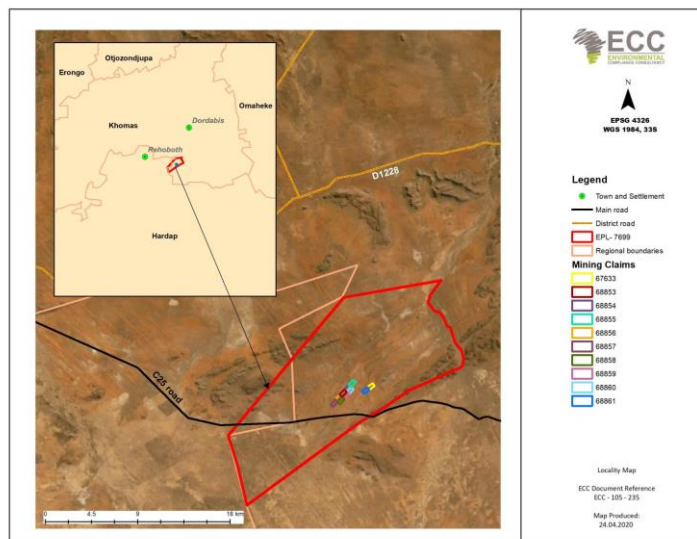 Otjozondjupa
Erongo
Omaheke
Khomas
Dordabis
Rehoboth
Hardap
D1228
C25 road
0 4.5 9 18 km
ECC
ENVIRONMENTAL
COMPLIANCE CONSULTANCY
N
EPSG 4326
WGS 1984, 33S
Legend
Town and Settlement
Main road
District road
EPL- 7699
Regional boundaries
Mining Claims
67633
68853
68854
68855
68856
68857
68858
68859
68860
68861
Locality Map
ECC Document Reference
ECC - 105 - 235
Map Produced:
24.04.2020